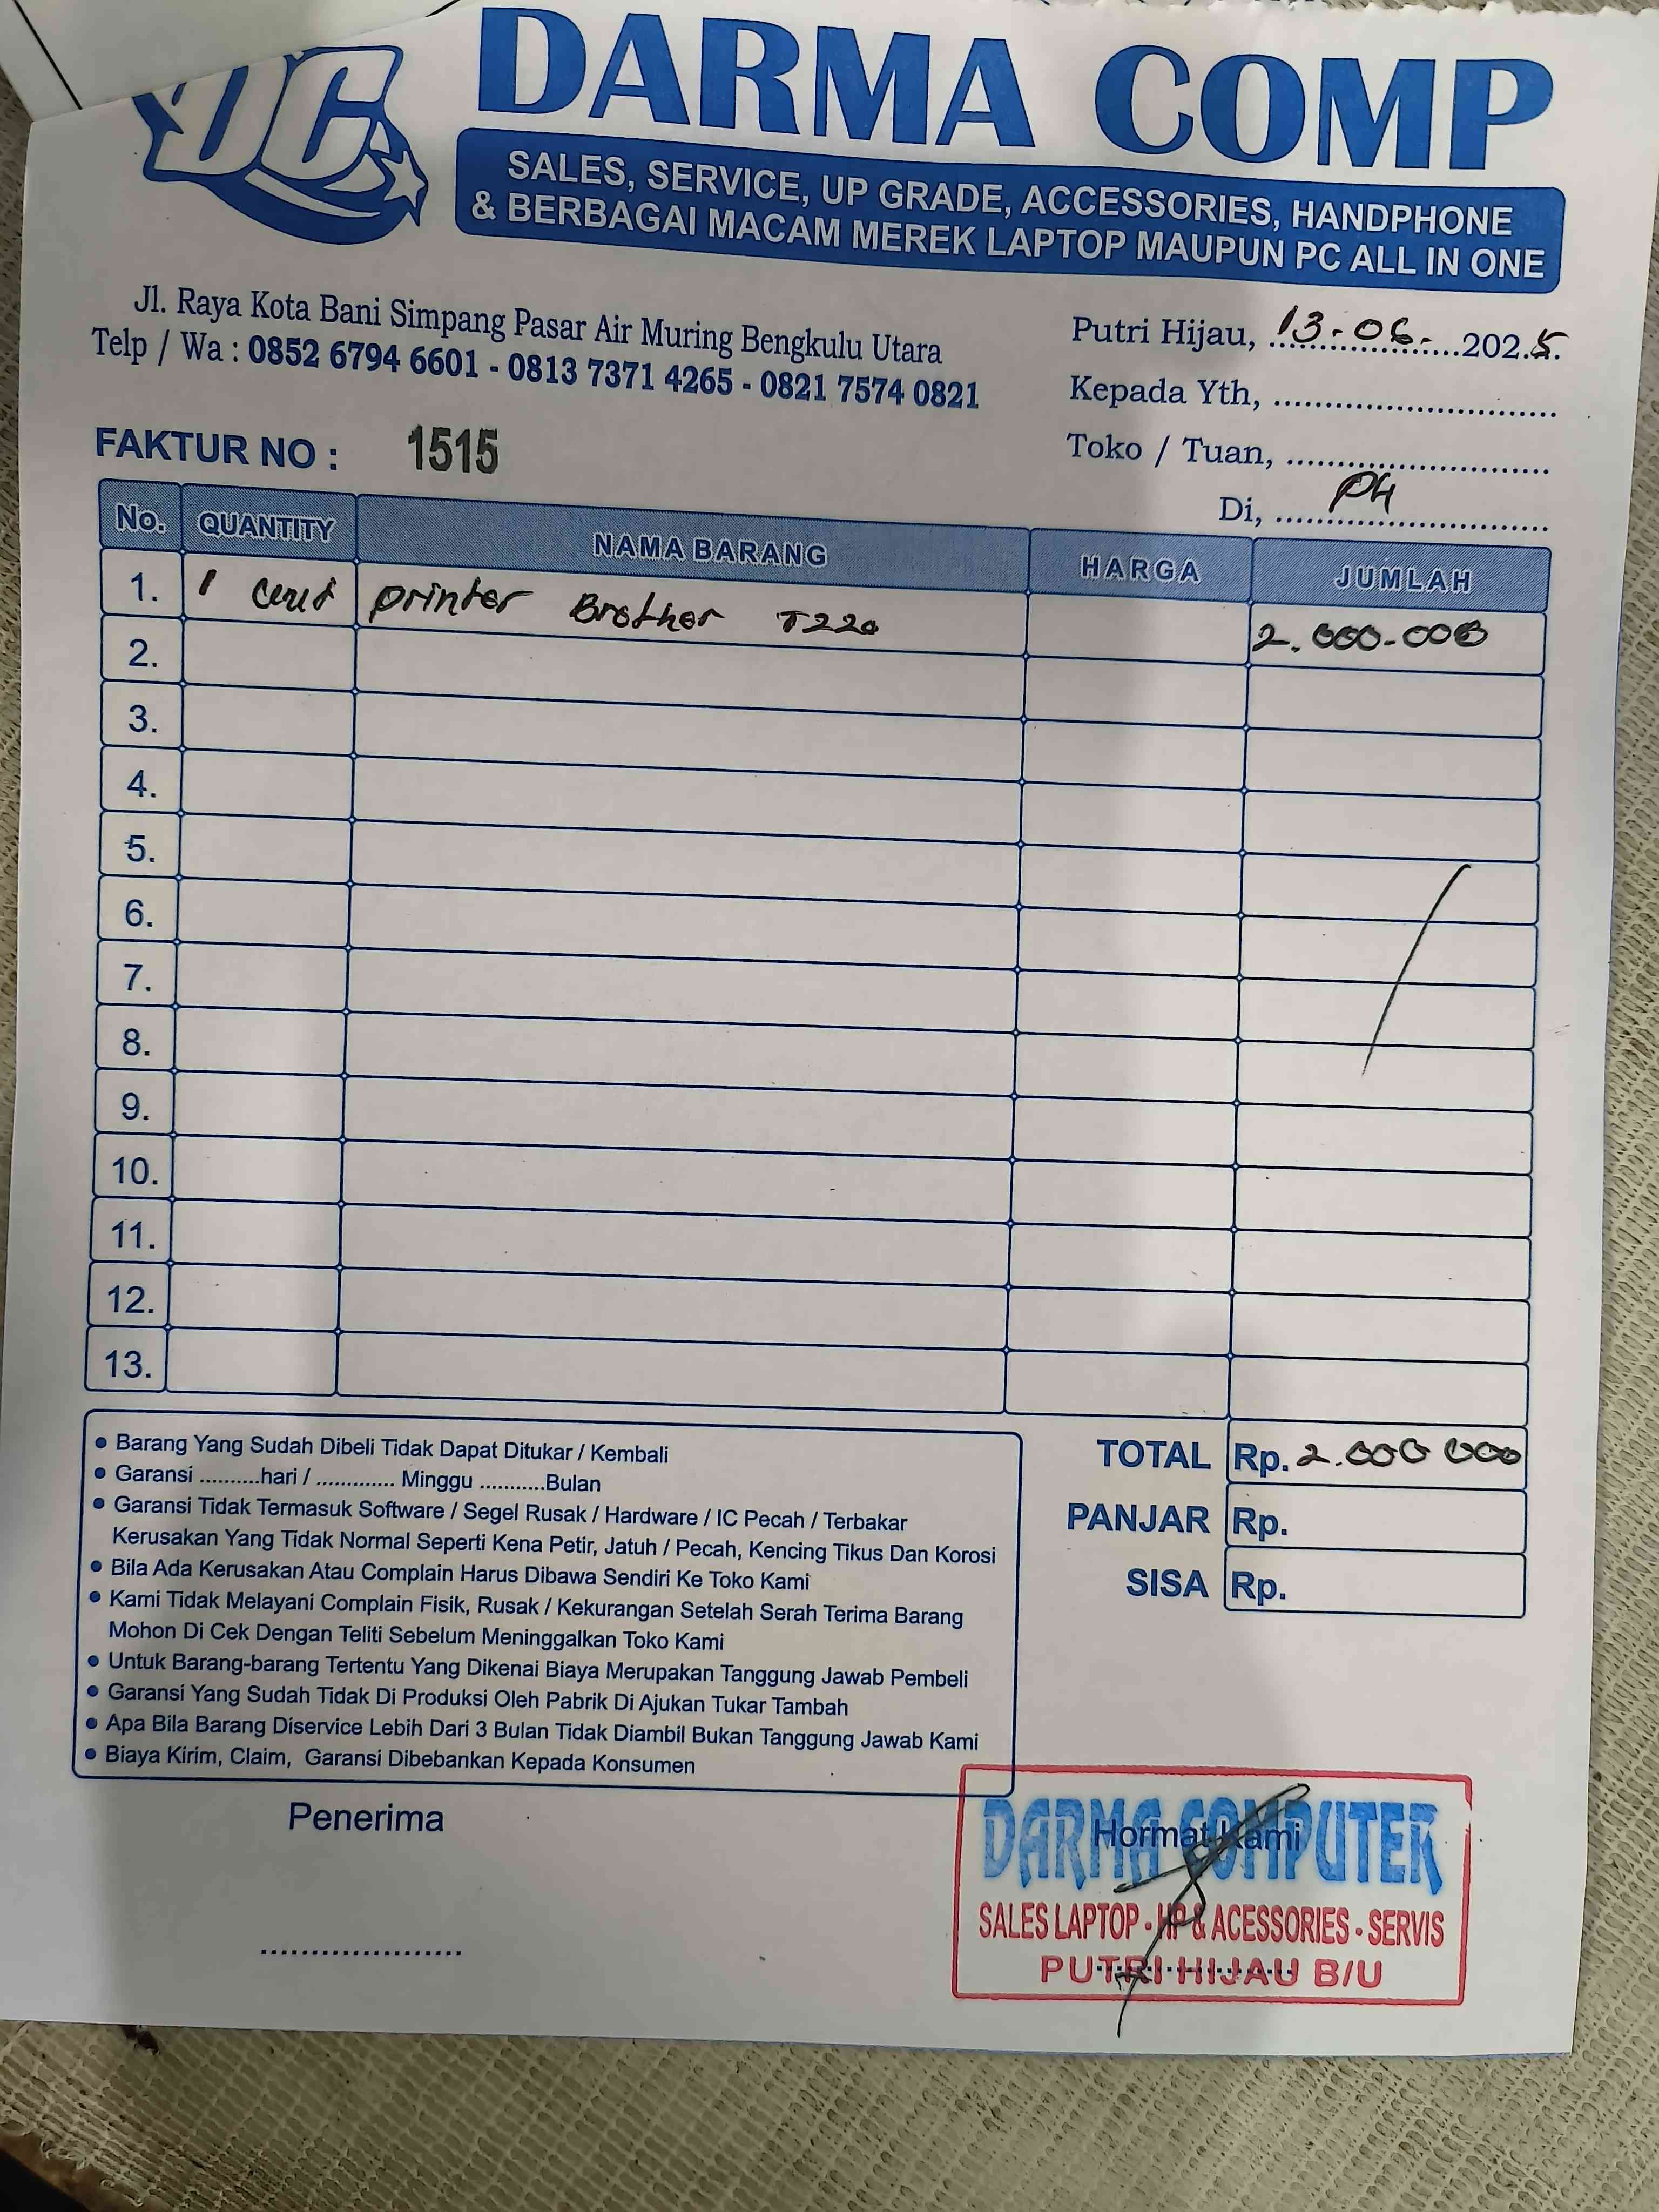 DC DARMA COMP
SALES, SERVICE, UP GRADE, ACCESSORIES, HANDPHONE
& BERBAGAI MACAM MEREK LAPTOP MAUPUN PC ALL IN ONE
Jl. Raya Kota Bani Simpang Pasar Air Muring Bengkulu Utara
Telp / Wa : 0852 6794 6601 - 0813 7371 4265 - 0821 7574 0821
Putri Hijau, 13-06-2025.
Kepada Yth, ..............................
Toko / Tuan, ............................
Di, PH
FAKTUR NO : 1515
No. QUANTITY NAMA BARANG HARGA JUMLAH
1. 1 printer Brother T220 2.000.000
2.
3.
4.
5.
6.
7.
8.
9.
10.
11.
12.
13.
TOTAL Rp. 2.000 000
PANJAR Rp.
SISA Rp.
• Barang Yang Sudah Dibeli Tidak Dapat Ditukar / Kembali
• Garansi ..........hari / ............. Minggu ...........Bulan
• Garansi Tidak Termasuk Software / Segel Rusak / Hardware / IC Pecah / Terbakar
Kerusakan Yang Tidak Normal Seperti Kena Petir, Jatuh / Pecah, Kencing Tikus Dan Korosi
• Bila Ada Kerusakan Atau Complain Harus Dibawa Sendiri Ke Toko Kami
• Kami Tidak Melayani Complain Fisik, Rusak / Kekurangan Setelah Serah Terima Barang
Mohon Di Cek Dengan Teliti Sebelum Meninggalkan Toko Kami
• Untuk Barang-barang Tertentu Yang Dikenai Biaya Merupakan Tanggung Jawab Pembeli
• Garansi Yang Sudah Tidak Di Produksi Oleh Pabrik Di Ajukan Tukar Tambah
• Apa Bila Barang Diservice Lebih Dari 3 Bulan Tidak Diambil Bukan Tanggung Jawab Kami
• Biaya Kirim, Claim, Garansi Dibebankan Kepada Konsumen
Penerima
Hormat Kami
DARMA COMPUTER
SALES LAPTOP - HP & ACESSORIES - SERVIS
PUTRI HIJAU B/U